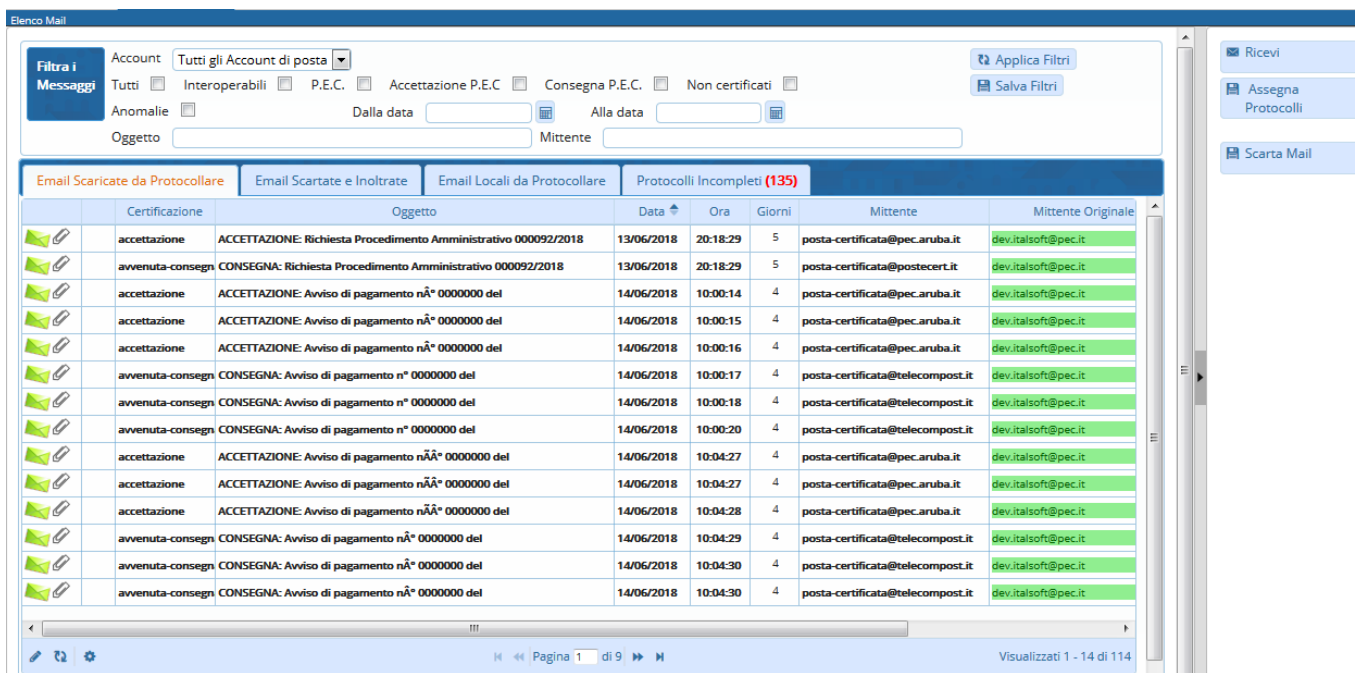 Elenco Mail
Filtra i Messaggi
Account Tutti gli Account di posta
Applica Filtri
Tutti Interoperabili P.E.C. Accettazione P.E.C Consegna P.E.C. Non certificati
Salva Filtri
Anomalie Dalla data Alla data
Oggetto Mittente
Ricevi
Assegna
Protocolli
Scarta Mail
Email Scaricate da Protocollare Email Scartate e Inoltrate Email Locali da Protocollare Protocolli Incompleti (135)
Certificazione Oggetto Data Ora Giorni Mittente Mittente Originale
accettazione ACCETTAZIONE: Richiesta Procedimento Amministrativo 000092/2018 13/06/2018 20:18:29 5 posta-certificata@pec.aruba.it dev.italsoft@pec.it
avvenuta-consegn CONSEGNA: Richiesta Procedimento Amministrativo 000092/2018 13/06/2018 20:18:29 5 posta-certificata@postecert.it dev.italsoft@pec.it
accettazione ACCETTAZIONE: Avviso di pagamento nÂ° 0000000 del 14/06/2018 10:00:14 4 posta-certificata@pec.aruba.it dev.italsoft@pec.it
accettazione ACCETTAZIONE: Avviso di pagamento nÂ° 0000000 del 14/06/2018 10:00:15 4 posta-certificata@pec.aruba.it dev.italsoft@pec.it
accettazione ACCETTAZIONE: Avviso di pagamento nÂ° 0000000 del 14/06/2018 10:00:16 4 posta-certificata@pec.aruba.it dev.italsoft@pec.it
avvenuta-consegn CONSEGNA: Avviso di pagamento n° 0000000 del 14/06/2018 10:00:17 4 posta-certificata@telecompost.it dev.italsoft@pec.it
avvenuta-consegn CONSEGNA: Avviso di pagamento n° 0000000 del 14/06/2018 10:00:18 4 posta-certificata@telecompost.it dev.italsoft@pec.it
avvenuta-consegn CONSEGNA: Avviso di pagamento n° 0000000 del 14/06/2018 10:00:20 4 posta-certificata@telecompost.it dev.italsoft@pec.it
accettazione ACCETTAZIONE: Avviso di pagamento nÃÂ° 0000000 del 14/06/2018 10:04:27 4 posta-certificata@pec.aruba.it dev.italsoft@pec.it
accettazione ACCETTAZIONE: Avviso di pagamento nÃÂ° 0000000 del 14/06/2018 10:04:27 4 posta-certificata@pec.aruba.it dev.italsoft@pec.it
accettazione ACCETTAZIONE: Avviso di pagamento nÃÂ° 0000000 del 14/06/2018 10:04:28 4 posta-certificata@pec.aruba.it dev.italsoft@pec.it
avvenuta-consegn CONSEGNA: Avviso di pagamento nÂ° 0000000 del 14/06/2018 10:04:29 4 posta-certificata@telecompost.it dev.italsoft@pec.it
avvenuta-consegn CONSEGNA: Avviso di pagamento nÂ° 0000000 del 14/06/2018 10:04:30 4 posta-certificata@telecompost.it dev.italsoft@pec.it
avvenuta-consegn CONSEGNA: Avviso di pagamento nÂ° 0000000 del 14/06/2018 10:04:30 4 posta-certificata@telecompost.it dev.italsoft@pec.it
Pagina 1 di 9 Visualizzati 1 - 14 di 114